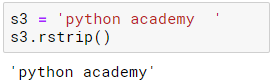 s3 = 'python academy  '
s3.rstrip()
'python academy'